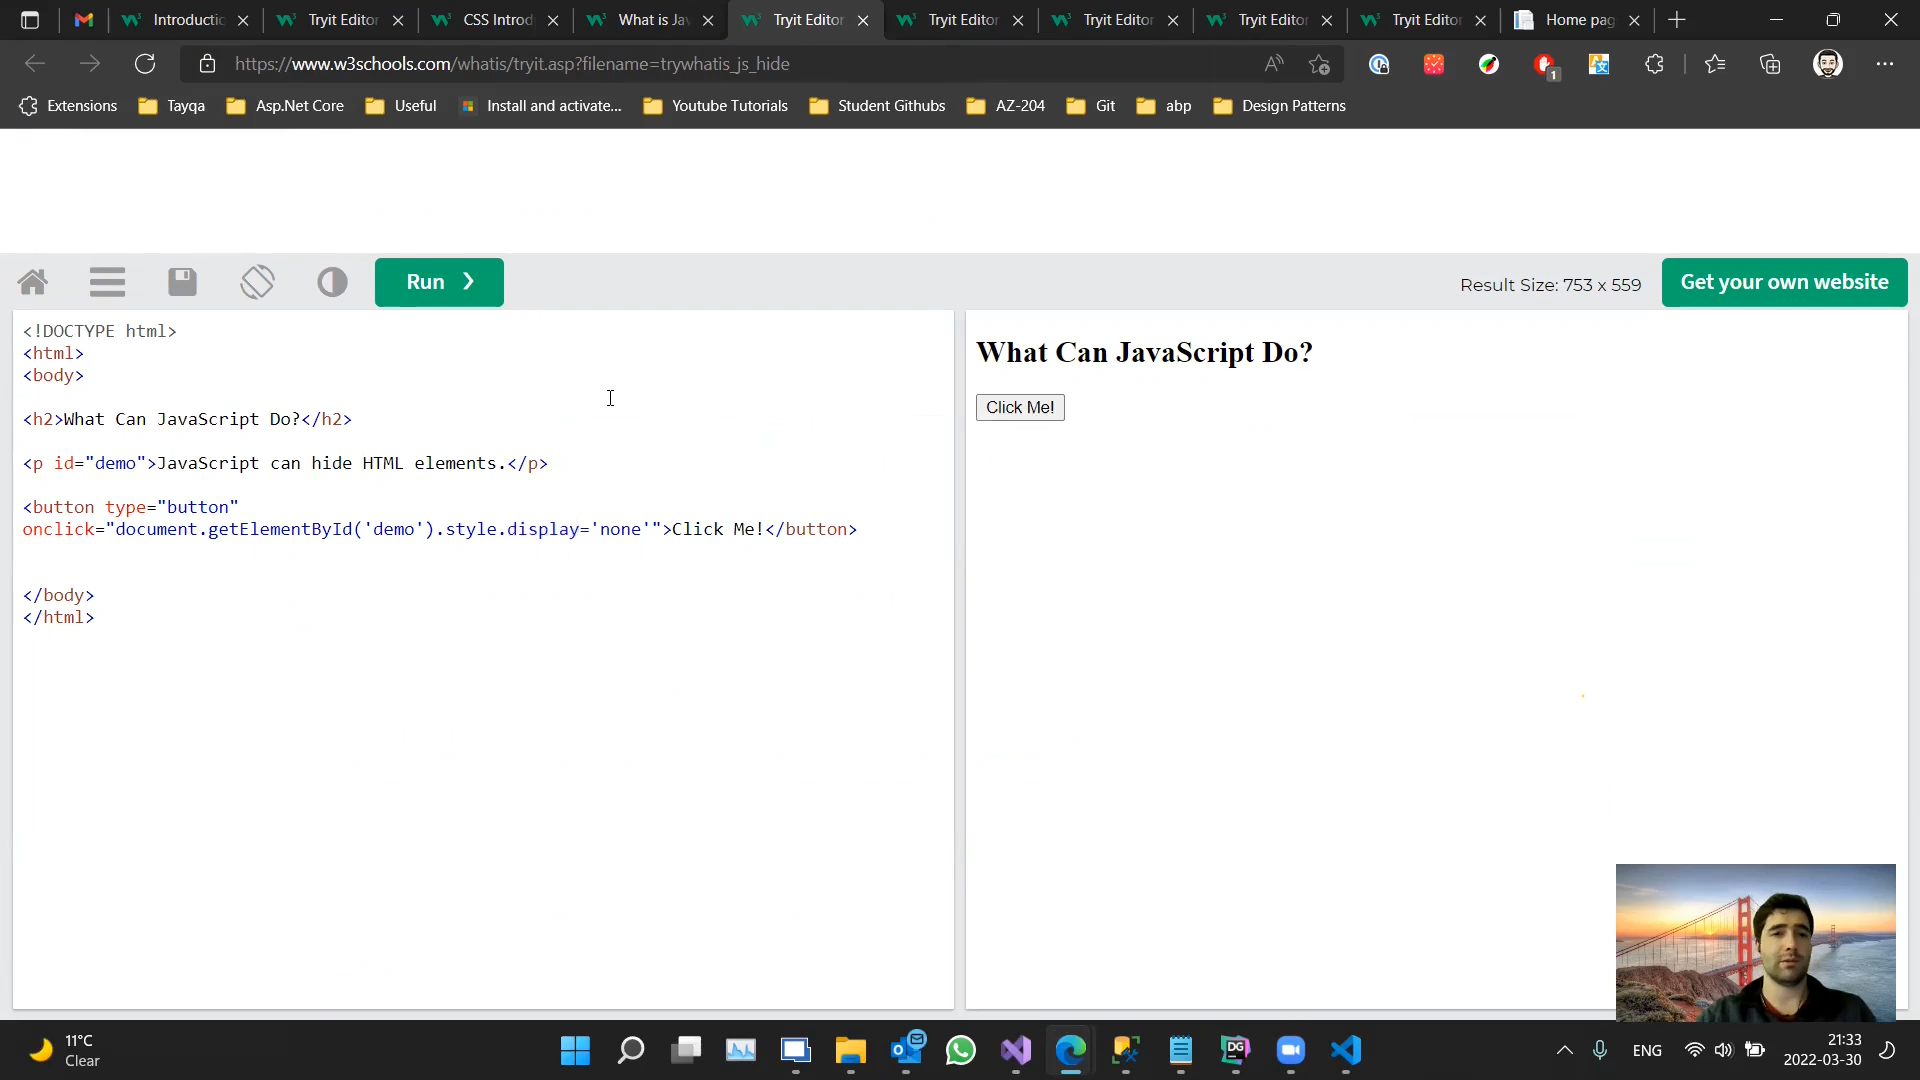 Introductio
Tryit Editor
CSS Introd
What is Jav
Tryit Editor
Tryit Editor
Tryit Editor
Tryit Editor
Tryit Editor
Home pag
https://www.w3schools.com/whatis/tryit.asp?filename=trywhatis_js_hide
1
Extensions
Tayqa
Asp.Net Core
Useful
Install and activate...
Youtube Tutorials
Student Githubs
AZ-204
Git
abp
Design Patterns
Run ❯
Result Size: 753 x 559
Get your own website
<!DOCTYPE html>
<html>
<body>
<h2>What Can JavaScript Do?</h2>
<p id="demo">JavaScript can hide HTML elements.</p>
<button type="button"
onclick="document.getElementById('demo').style.display='none'">Click Me!</button>
</body>
</html>
What Can JavaScript Do?
Click Me!
11°C
Clear
DG
ENG
21:33
2022-03-30